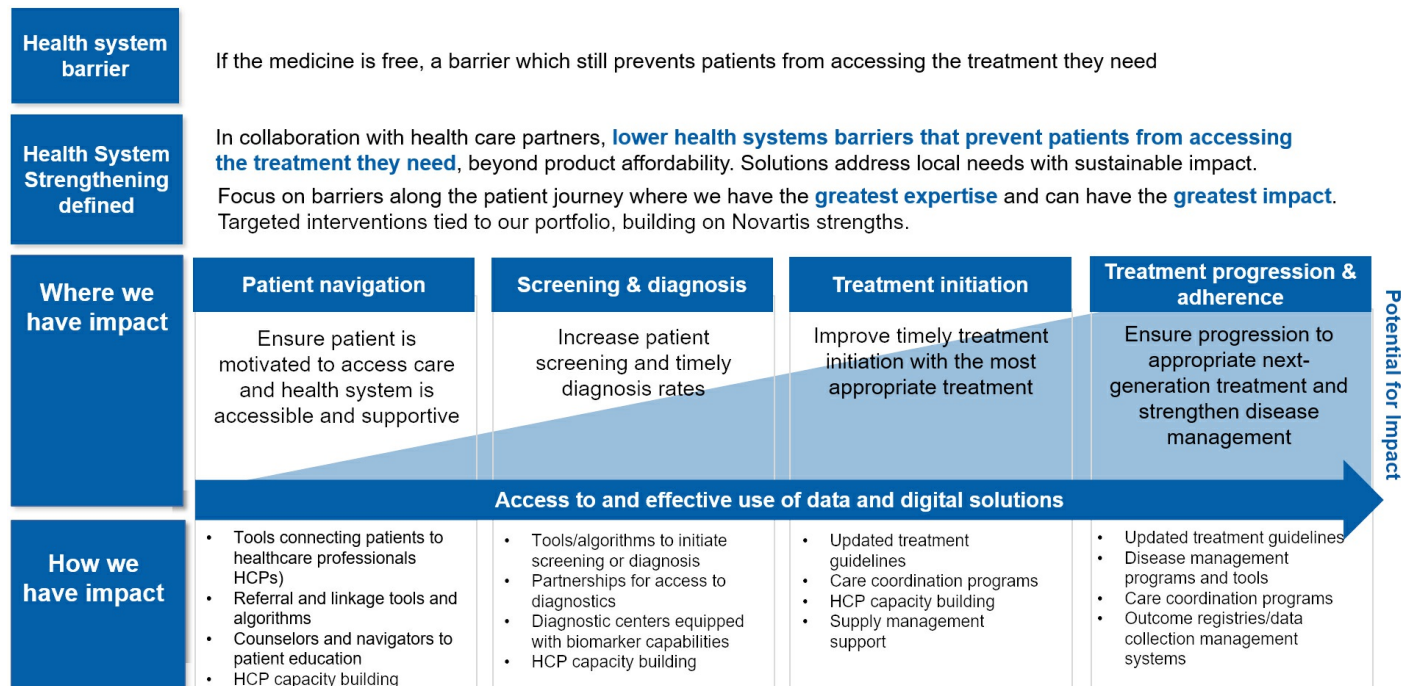 Health system
barrier
If the medicine is free, a barrier which still prevents patients from accessing the treatment they need
Health System
Strengthening
defined
In collaboration with health care partners, lower health systems barriers that prevent patients from accessing
the treatment they need, beyond product affordability. Solutions address local needs with sustainable impact.
Focus on barriers along the patient journey where we have the greatest expertise and can have the greatest impact.
Targeted interventions tied to our portfolio, building on Novartis strengths.
Where we
have impact
Patient navigation
Ensure patient is
motivated to access care
and health system is
accessible and supportive
Screening & diagnosis
Increase patient
screening and timely
diagnosis rates
Treatment initiation
Improve timely treatment
initiation with the most
appropriate treatment
Treatment progression &
adherence
Ensure progression to
appropriate next-
generation treatment and
strengthen disease
management
Potential for Impact
Access to and effective use of data and digital solutions
How we
have impact
• Tools connecting patients to
healthcare professionals
HCPs)
• Referral and linkage tools and
algorithms
• Counselors and navigators to
patient education
• HCP capacity building
• Tools/algorithms to initiate
screening or diagnosis
• Partnerships for access to
diagnostics
• Diagnostic centers equipped
with biomarker capabilities
• HCP capacity building
• Updated treatment
guidelines
• Care coordination programs
• HCP capacity building
• Supply management
support
• Updated treatment guidelines
• Disease management
programs and tools
• Care coordination programs
• Outcome registries/data
collection management
systems